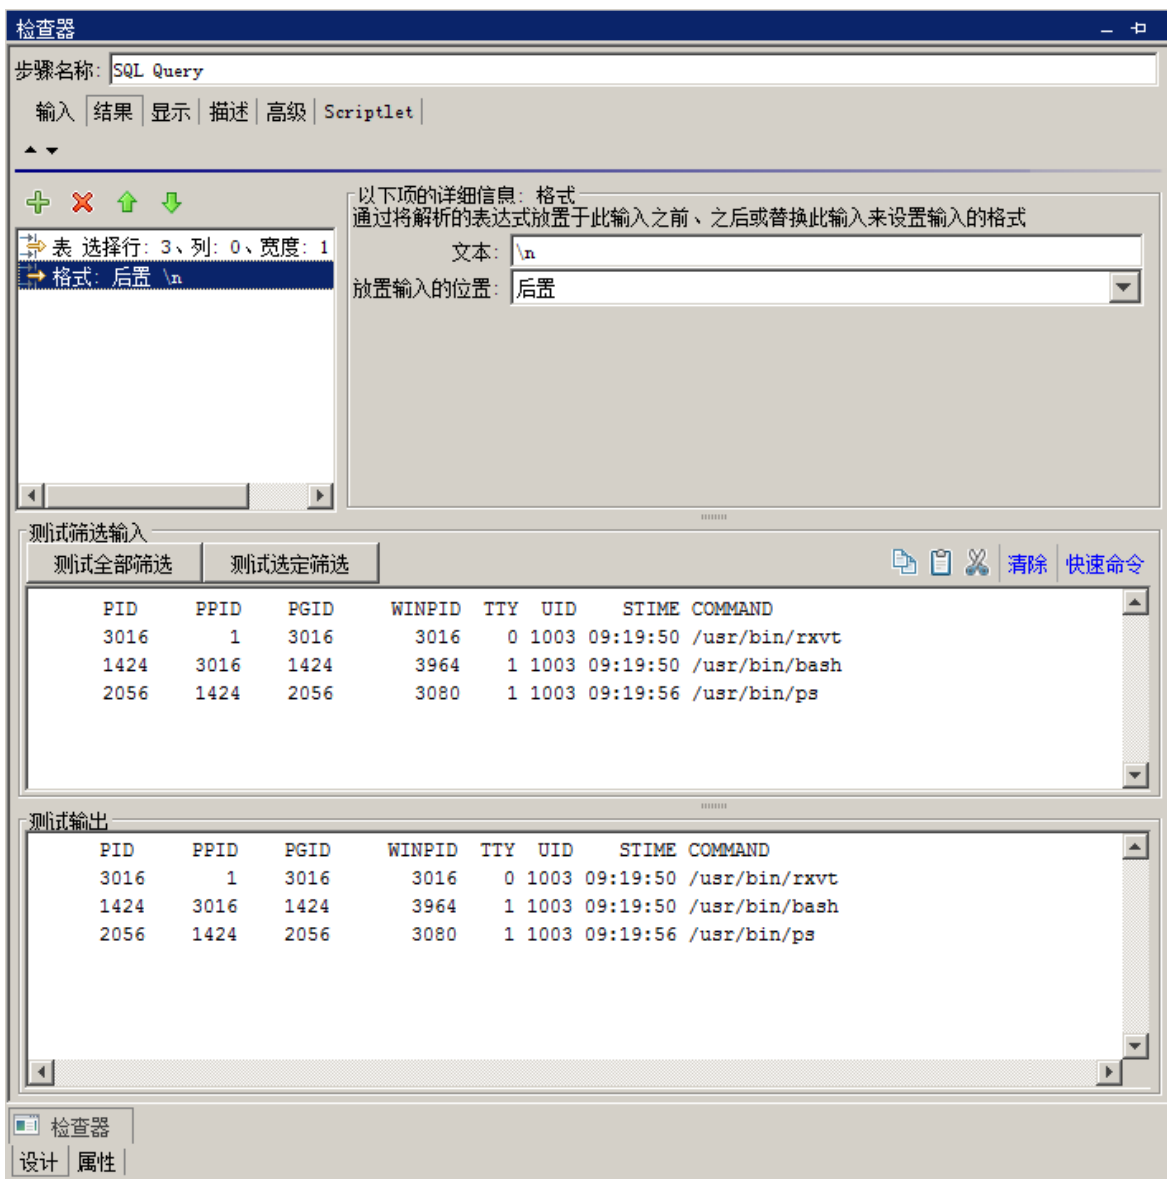 检查器
步骤名称: SQL Query
输入 结果 显示 描述 高级 Scriptlet
以下项的详细信息: 格式
通过将解析的表达式放置于此输入之前、之后或替换此输入来设置输入的格式
表 选择行: 3、列: 0、宽度: 1
文本: \n
格式: 后置 \n
放置输入的位置: 后置
测试筛选输入
测试全部筛选 测试选定筛选 清除 快速命令
PID PPID PGID WINPID TTY UID STIME COMMAND
3016 1 3016 3016 0 1003 09:19:50 /usr/bin/rxvt
1424 3016 1424 3964 1 1003 09:19:50 /usr/bin/bash
2056 1424 2056 3080 1 1003 09:19:56 /usr/bin/ps
测试输出
PID PPID PGID WINPID TTY UID STIME COMMAND
3016 1 3016 3016 0 1003 09:19:50 /usr/bin/rxvt
1424 3016 1424 3964 1 1003 09:19:50 /usr/bin/bash
2056 1424 2056 3080 1 1003 09:19:56 /usr/bin/ps
检查器
设计 属性